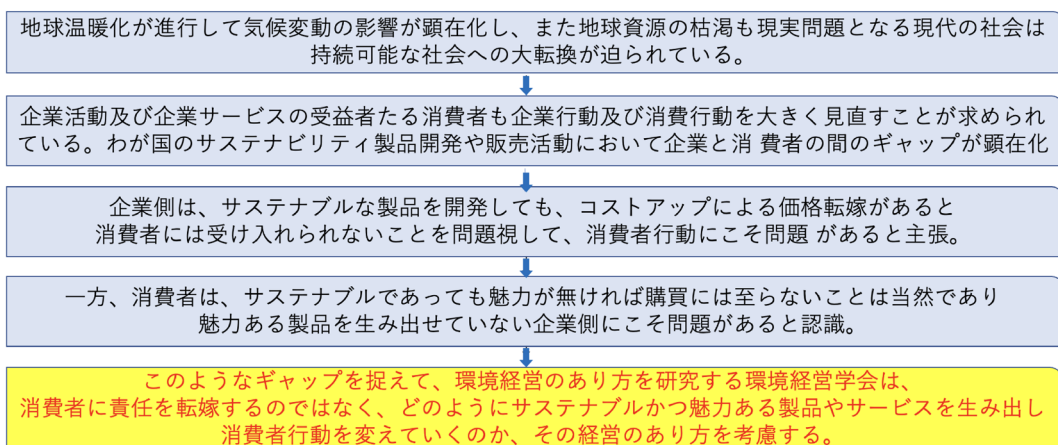 地球温暖化が進行して気候変動の影響が顕在化し、また地球資源の枯渇も現実問題となる現代の社会は
持続可能な社会への大転換が迫られている。
企業活動及び企業サービスの受益者たる消費者も企業行動及び消費行動を大きく見直すことが求められ
ている。わが国のサステナビリティ製品開発や販売活動において企業と消 費者の間のギャップが顕在化
企業側は、サステナブルな製品を開発しても、コストアップによる価格転嫁があると
消費者には受け入れられないことを問題視して、消費者行動にこそ問題 があると主張。
一方、消費者は、サステナブルであっても魅力が無ければ購買には至らないことは当然であり
魅力ある製品を生み出せていない企業側にこそ問題があると認識。
このようなギャップを捉えて、環境経営のあり方を研究する環境経営学会は、
消費者に責任を転嫁するのではなく、どのようにサステナブルかつ魅力ある製品やサービスを生み出し
消費者行動を変えていくのか、その経営のあり方を考慮する。